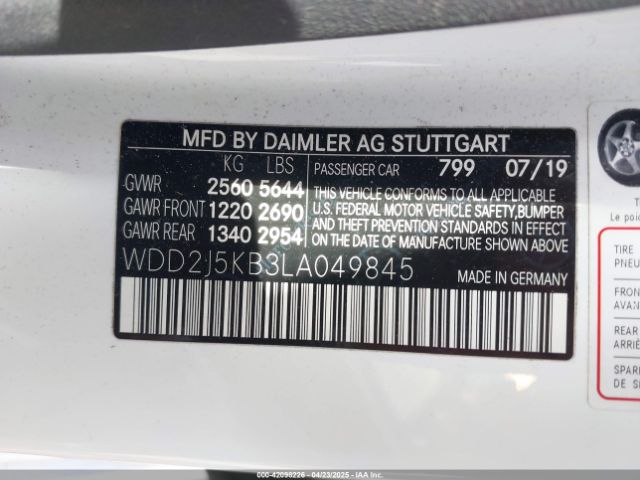 MFD BY DAIMLER AG STUTTGART
KG LBS PASSENGER CAR 799 07/19
GVWR 2560 5644
GAWR FRONT 1220 2690
GAWR REAR 1340 2954
THIS VEHICLE CONFORMS TO ALL APPLICABLE
U.S. FEDERAL MOTOR VEHICLE SAFETY,BUMPER
AND THEFT PREVENTION STANDARDS IN EFFECT
ON THE DATE OF MANUFACTURE SHOWN ABOVE
WDD2J5KB3LA049845
MADE IN GERMANY
T
Le poi
TIRE
PNEU
FRON
AVAN
REAR
ARRIÈ
SPAR
DE S
000-42098226 - 04/23/2025 - IAA